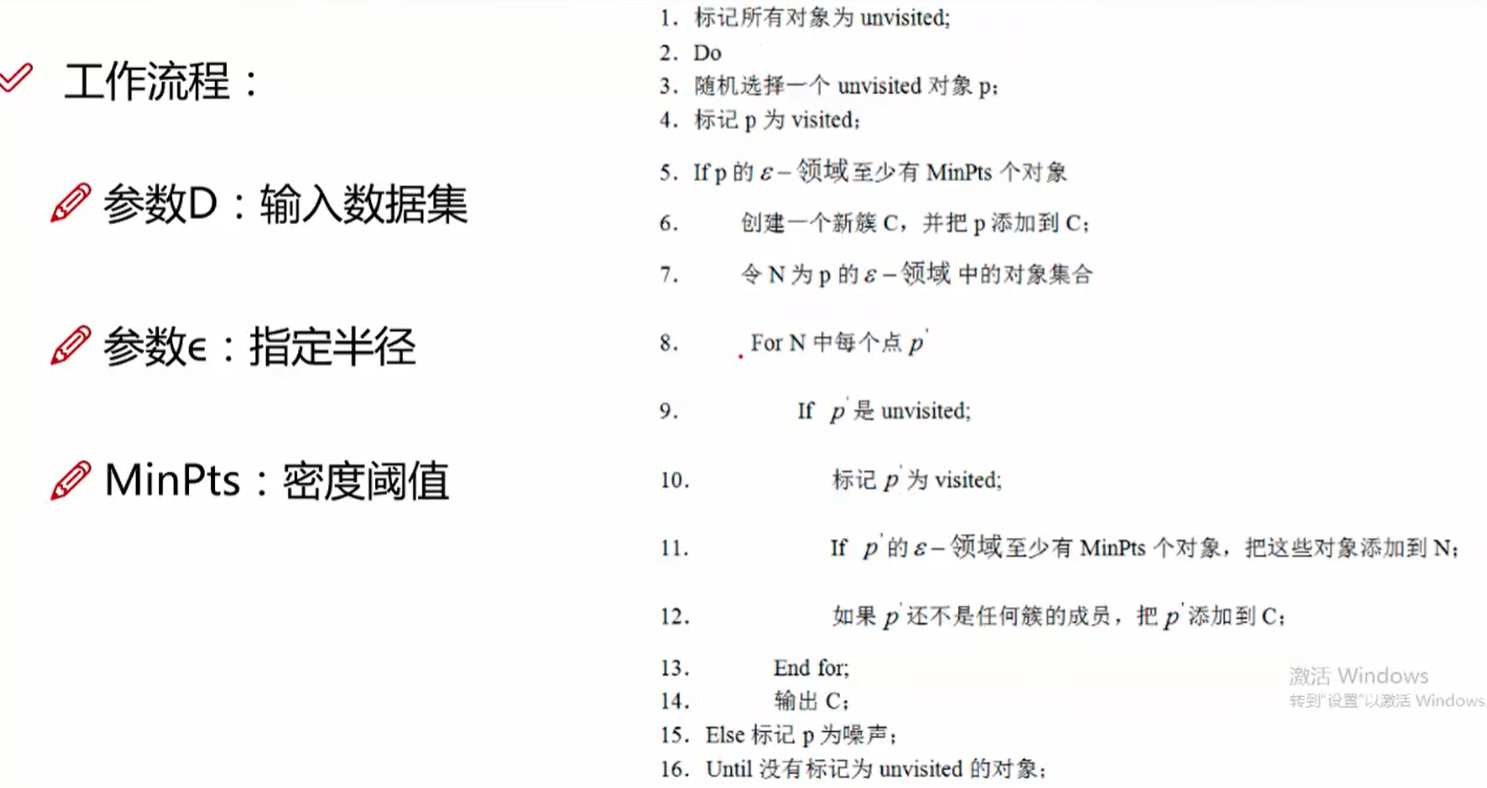 工作流程：
参数D：输入数据集
参数ϵ：指定半径
MinPts：密度阈值
1. 标记所有对象为 unvisited;
2. Do
3. 随机选择一个 unvisited 对象 p;
4. 标记 p 为 visited;
5. If p 的 ε – 领域至少有 MinPts 个对象
6. 创建一个新簇 C，并把 p 添加到 C;
7. 令 N 为 p 的 ε – 领域 中的对象集合
8. For N 中每个点 p'
9. If p' 是 unvisited;
10. 标记 p' 为 visited;
11. If p' 的 ε – 领域至少有 MinPts 个对象，把这些对象添加到 N;
12. 如果 p' 还不是任何簇的成员，把 p' 添加到 C;
13. End for;
14. 输出 C;
15. Else 标记 p 为噪声;
16. Until 没有标记为 unvisited 的对象;
激活 Windows
转到“设置”以激活 Windows